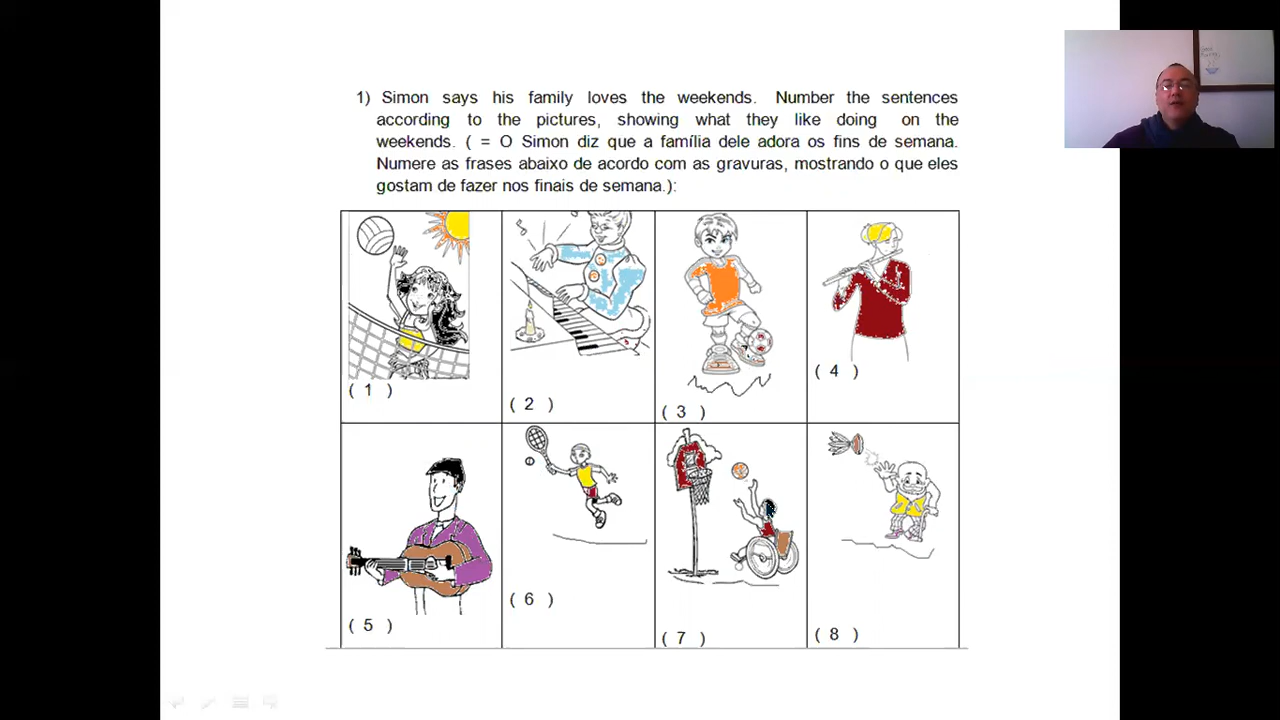 1) Simon says his family loves the weekends. Number the sentences
according to the pictures, showing what they like doing on the
weekends. ( = O Simon diz que a família dele adora os fins de semana.
Numere as frases abaixo de acordo com as gravuras, mostrando o que eles
gostam de fazer nos finais de semana.):
( 1 )
( 2 )
( 3 )
( 4 )
( 5 )
( 6 )
( 7 )
( 8 )